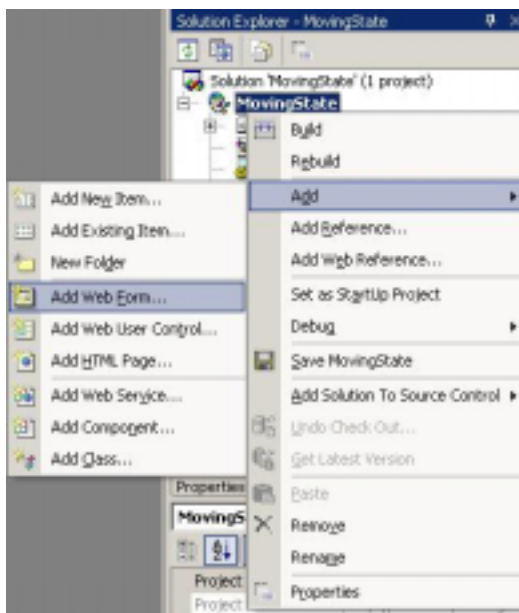 Solution Explorer - MovingState
Solution 'MovingState' (1 project)
MovingState
Build
Rebuild
Add
Add Reference...
Add Web Reference...
Set as StartUp Project
Debug
Save MovingState
Add Solution To Source Control
Undo Check Out...
Get Latest Version
Paste
Remove
Rename
Properties
Add New Item...
Add Existing Item...
New Folder
Add Web Form...
Add Web User Control...
Add HTML Page...
Add Web Service...
Add Component...
Add Class...
Properties
MovingS
Project
Project